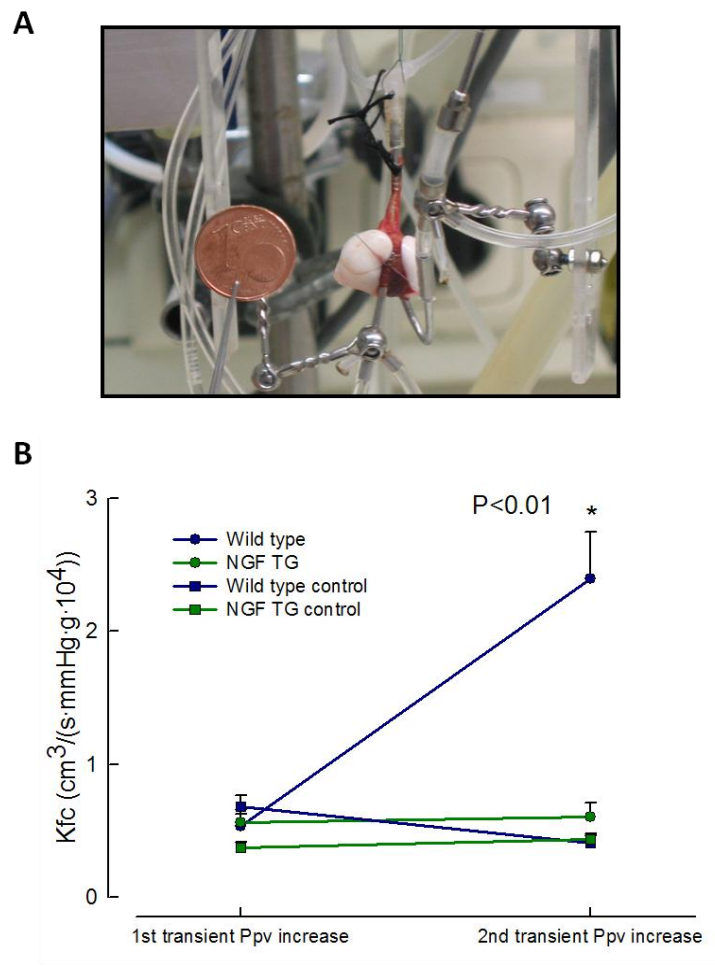 A
1
B
3
P<0.01 *
Wild type
NGF TG
Wild type control
NGF TG control
2
1
0
Kfc (cm³/(s·mmHg·g·10⁴))
1st transient Ppv increase
2nd transient Ppv increase